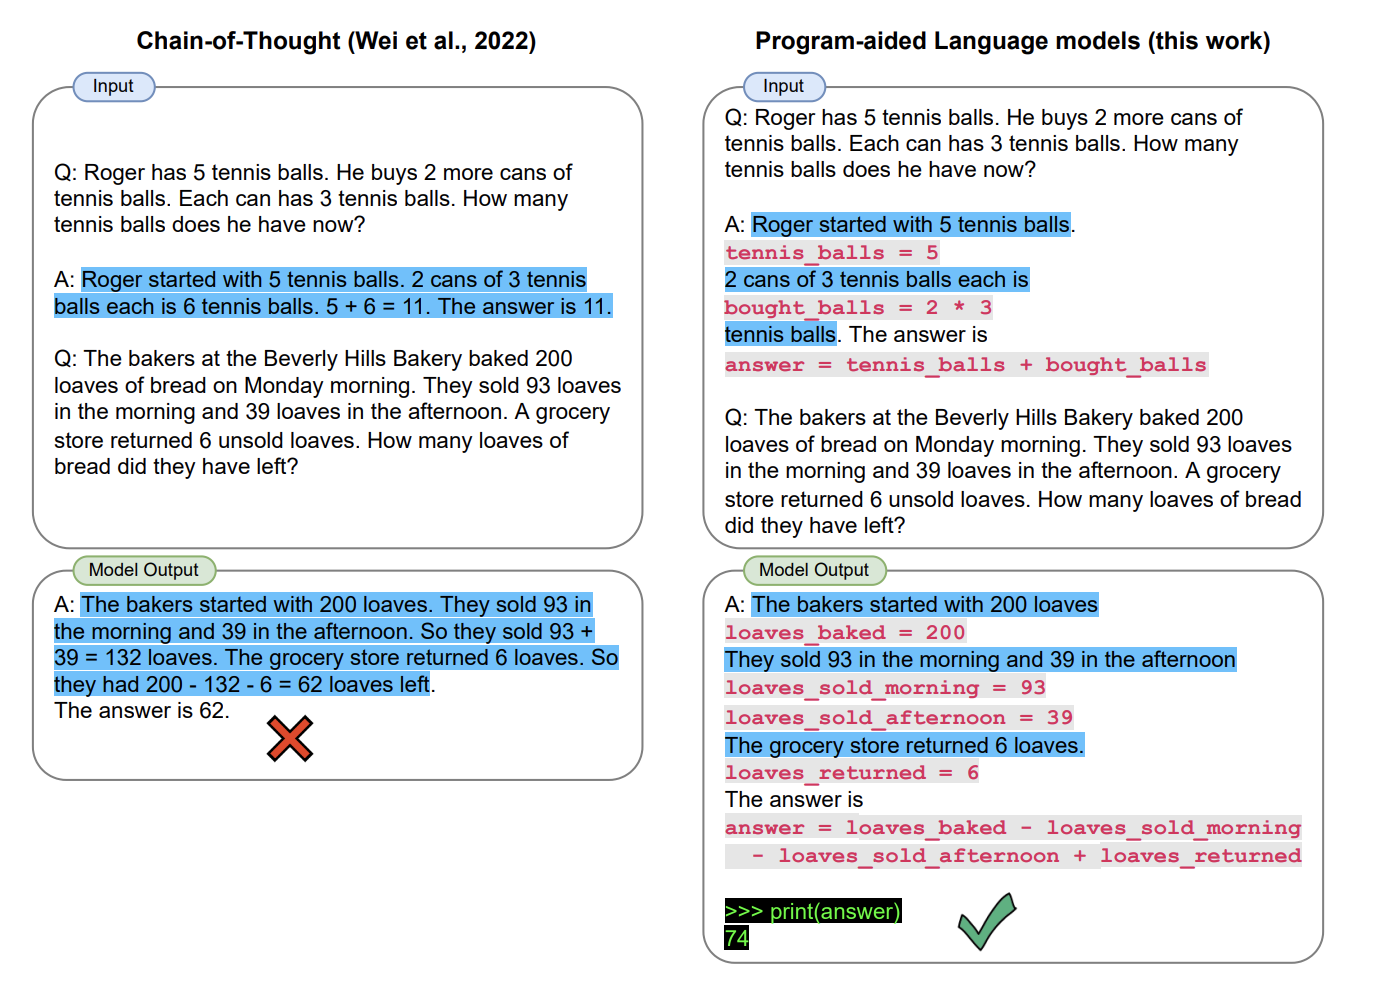 Chain-of-Thought (Wei et al., 2022)
Input
Q: Roger has 5 tennis balls. He buys 2 more cans of
tennis balls. Each can has 3 tennis balls. How many
tennis balls does he have now?
A: Roger started with 5 tennis balls. 2 cans of 3 tennis
balls each is 6 tennis balls. 5 + 6 = 11. The answer is 11.
Q: The bakers at the Beverly Hills Bakery baked 200
loaves of bread on Monday morning. They sold 93 loaves
in the morning and 39 loaves in the afternoon. A grocery
store returned 6 unsold loaves. How many loaves of
bread did they have left?
Model Output
A: The bakers started with 200 loaves. They sold 93 in
the morning and 39 in the afternoon. So they sold 93 +
39 = 132 loaves. The grocery store returned 6 loaves. So
they had 200 - 132 - 6 = 62 loaves left.
The answer is 62.
Program-aided Language models (this work)
Input
Q: Roger has 5 tennis balls. He buys 2 more cans of
tennis balls. Each can has 3 tennis balls. How many
tennis balls does he have now?
A: Roger started with 5 tennis balls.
tennis_balls = 5
2 cans of 3 tennis balls each is
bought_balls = 2 * 3
tennis balls. The answer is
answer = tennis_balls + bought_balls
Q: The bakers at the Beverly Hills Bakery baked 200
loaves of bread on Monday morning. They sold 93 loaves
in the morning and 39 loaves in the afternoon. A grocery
store returned 6 unsold loaves. How many loaves of bread
did they have left?
Model Output
A: The bakers started with 200 loaves
loaves_baked = 200
They sold 93 in the morning and 39 in the afternoon
loaves_sold_morning = 93
loaves_sold_afternoon = 39
The grocery store returned 6 loaves.
loaves_returned = 6
The answer is
answer = loaves_baked - loaves_sold_morning
- loaves_sold_afternoon + loaves_returned
>>> print(answer)
74